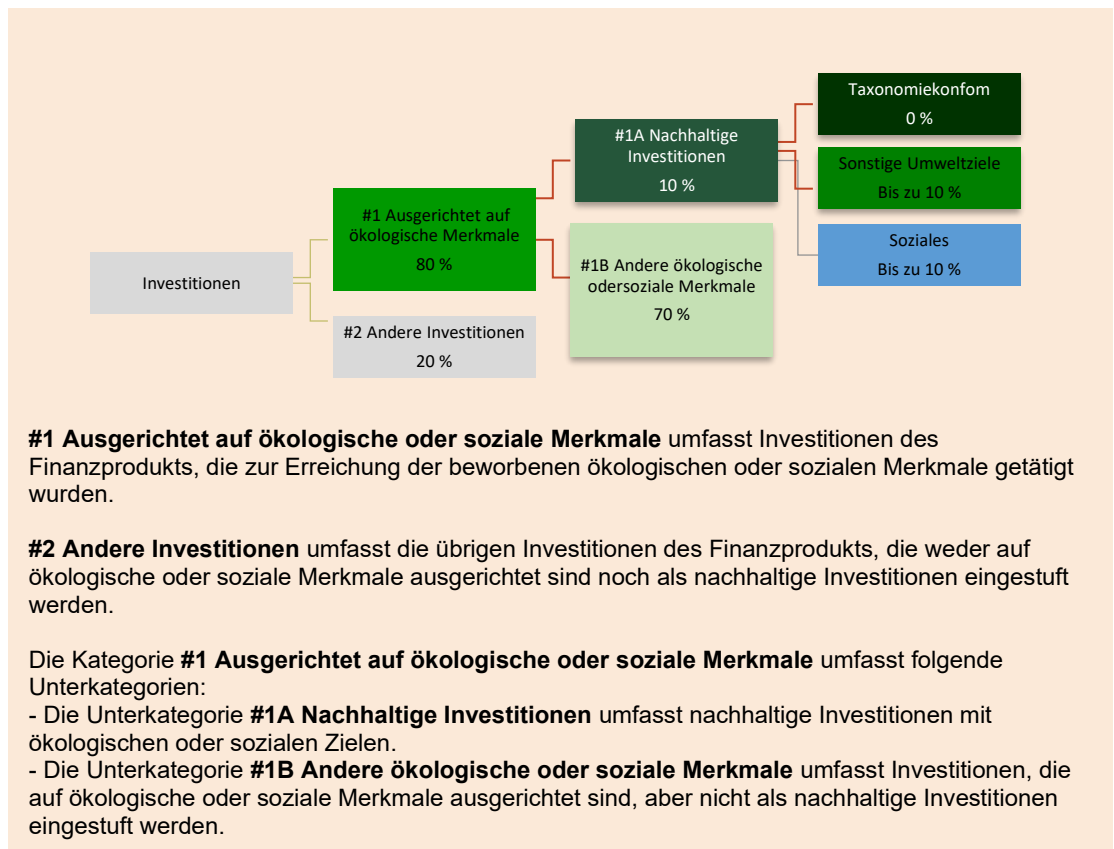 Investitionen
#1 Ausgerichtet auf
ökologische Merkmale
80 %
#2 Andere Investitionen
20 %
#1A Nachhaltige
Investitionen
10 %
#1B Andere ökologische
odersoziale Merkmale
70 %
Taxonomiekonfom
0 %
Sonstige Umweltziele
Bis zu 10 %
Soziales
Bis zu 10 %
#1 Ausgerichtet auf ökologische oder soziale Merkmale umfasst Investitionen des
Finanzprodukts, die zur Erreichung der beworbenen ökologischen oder sozialen Merkmale getätigt
wurden.
#2 Andere Investitionen umfasst die übrigen Investitionen des Finanzprodukts, die weder auf
ökologische oder soziale Merkmale ausgerichtet sind noch als nachhaltige Investitionen eingestuft
werden.
Die Kategorie #1 Ausgerichtet auf ökologische oder soziale Merkmale umfasst folgende
Unterkategorien:
- Die Unterkategorie #1A Nachhaltige Investitionen umfasst nachhaltige Investitionen mit
ökologischen oder sozialen Zielen.
- Die Unterkategorie #1B Andere ökologische oder soziale Merkmale umfasst Investitionen, die
auf ökologische oder soziale Merkmale ausgerichtet sind, aber nicht als nachhaltige Investitionen
eingestuft werden.